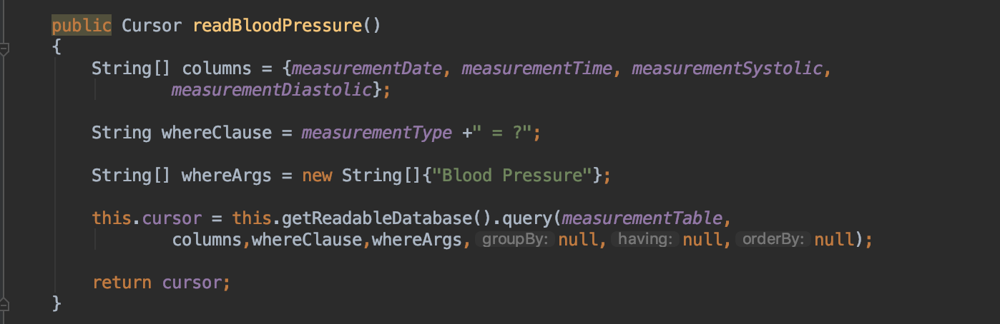 public Cursor readBloodPressure()
{
String[] columns = {measurementDate, measurementTime, measurementSystolic,
measurementDiastolic};
String whereClause = measurementType +" = ?";
String[] whereArgs = new String[]{"Blood Pressure"};
this.cursor = this.getReadableDatabase().query(measurementTable,
columns,whereClause,whereArgs, groupBy: null, having: null, orderBy: null);
return cursor;
}